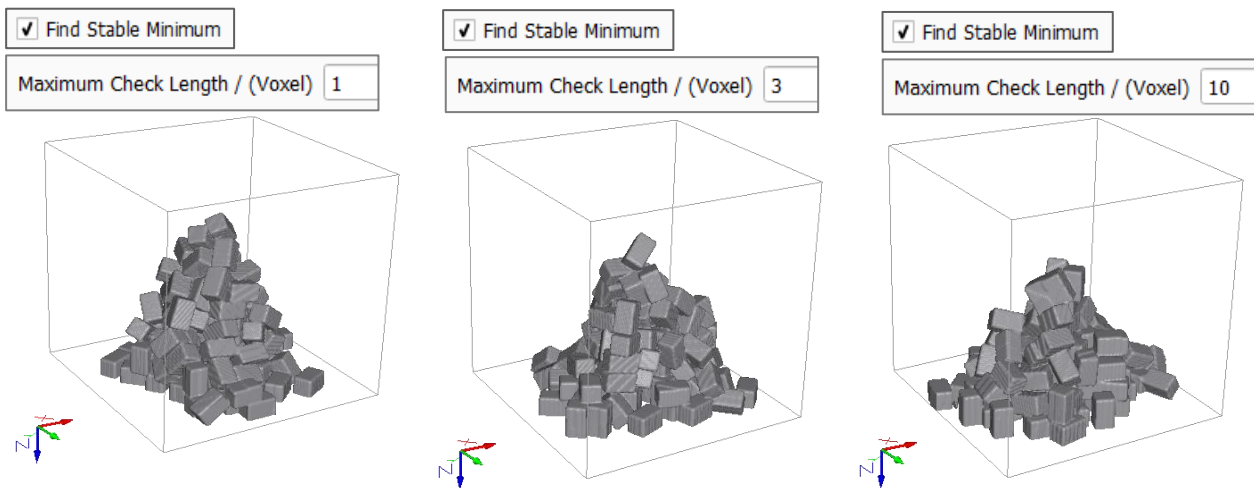 Find Stable Minimum
Maximum Check Length / (Voxel) 1
Find Stable Minimum
Maximum Check Length / (Voxel) 3
Find Stable Minimum
Maximum Check Length / (Voxel) 10
X
Z
X
Z
X
Z